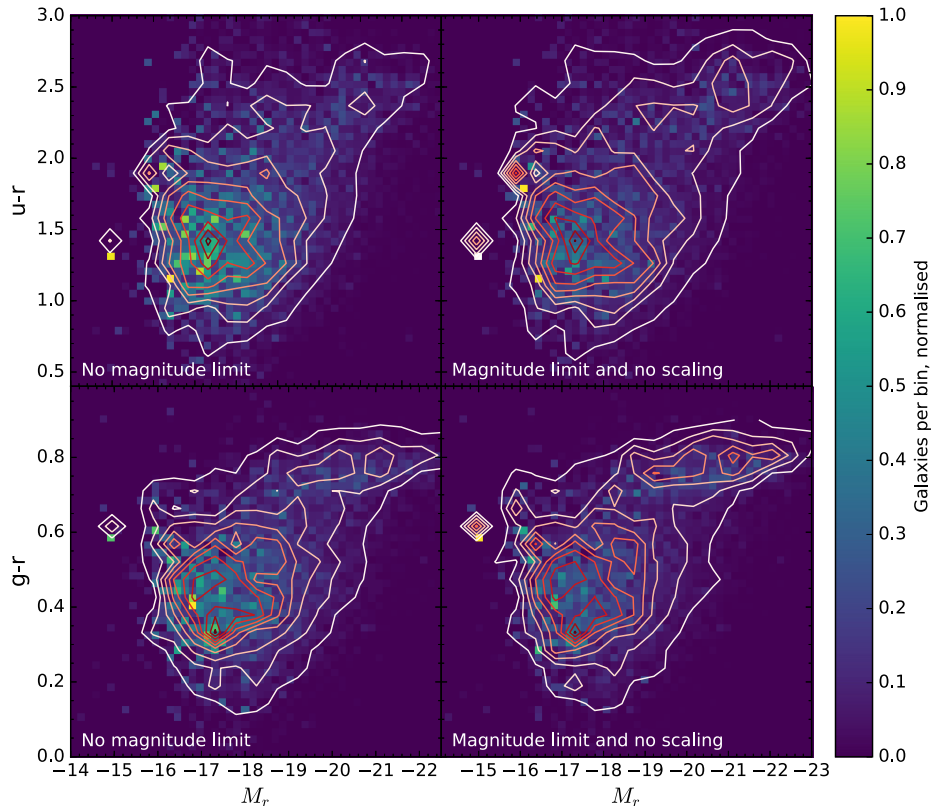 3.0
2.5
2.0
u-r
1.5
1.0
0.5
No magnitude limit
Magnitude limit and no scaling
0.8
0.6
g-r
0.4
0.2
0.0
No magnitude limit
Magnitude limit and no scaling
−14 −15 −16 −17 −18 −19 −20 −21 −22
−15 −16 −17 −18 −19 −20 −21 −22 −23
M_r
M_r
1.0
0.9
0.8
0.7
0.6
0.5
0.4
0.3
0.2
0.1
0.0
Galaxies per bin, normalised